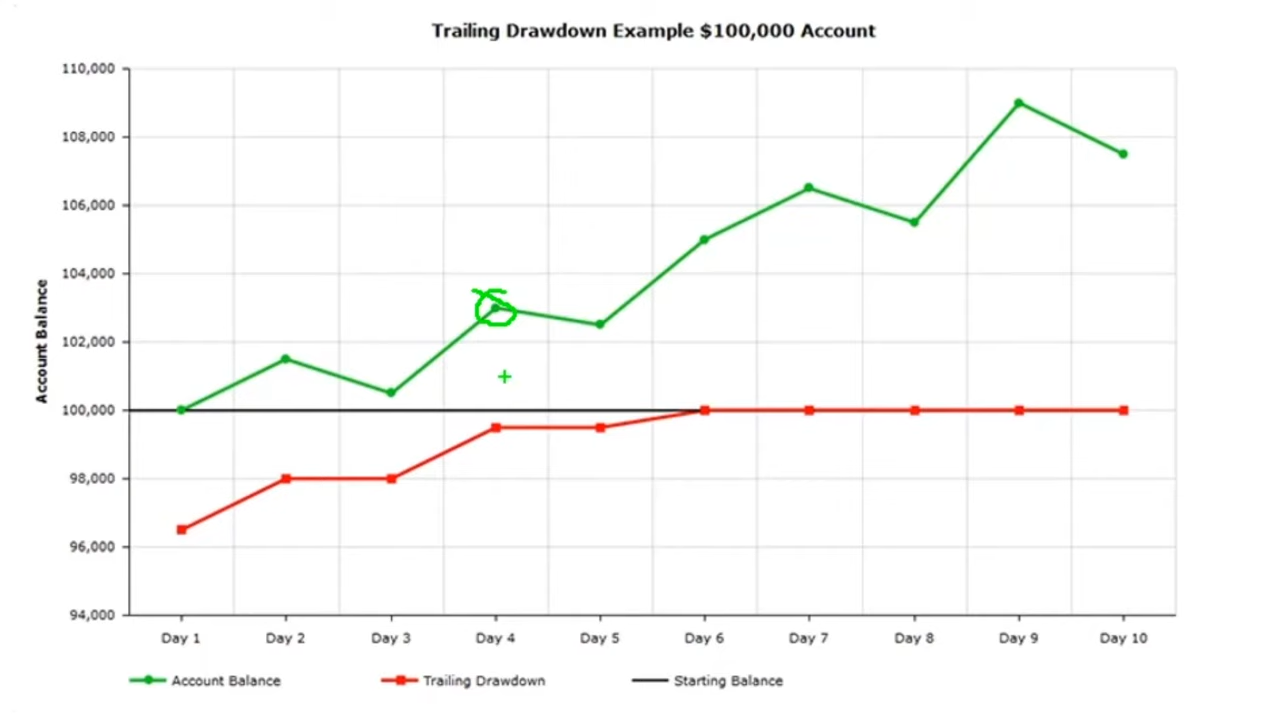 Trailing Drawdown Example $100,000 Account
110,000
108,000
106,000
104,000
102,000
100,000
98,000
96,000
94,000
Account Balance
Day 1 Day 2 Day 3 Day 4 Day 5 Day 6 Day 7 Day 8 Day 9 Day 10
Account Balance Trailing Drawdown Starting Balance